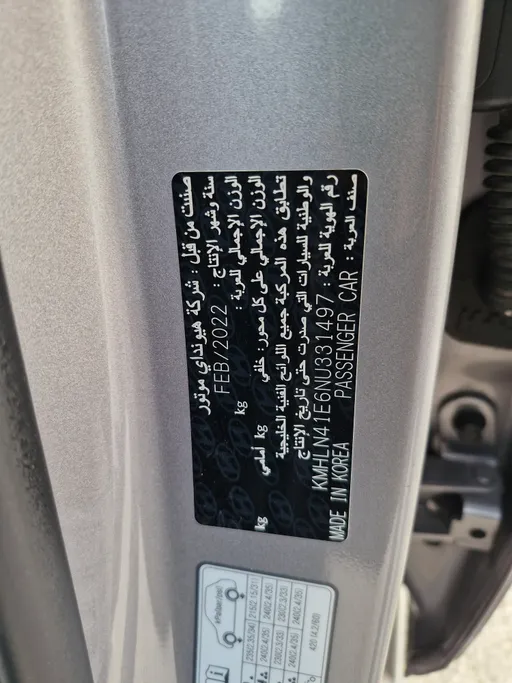 صنعت من قبل : شركة هيونداي موتور
سنة وشهر الإنتاج : FEB/2022
الوزن الإجمالي للعربة : kg
الوزن الإجمالي على كل محور : خلفي kg أمامي kg
تطابق هذه المركبة جميع اللوائح الفنية الخليجية
والوطنية للسيارات التي صدرت حتى تاريخ الإنتاج
رقم الهوية للعربة : KMHLN41E6NU331497
صنف العربة : PASSENGER CAR MADE IN KOREA